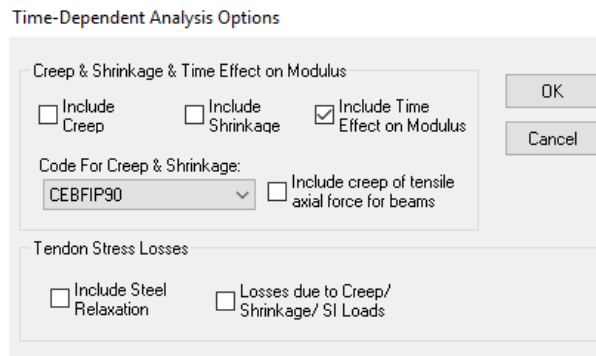 Time-Dependent Analysis Options
Creep & Shrinkage & Time Effect on Modulus
Include Creep
Include Shrinkage
Include Time Effect on Modulus
OK
Cancel
Code For Creep & Shrinkage:
CEBFIP90
Include creep of tensile
axial force for beams
Tendon Stress Losses
Include Steel
Relaxation
Losses due to Creep/
Shrinkage/ SI Loads